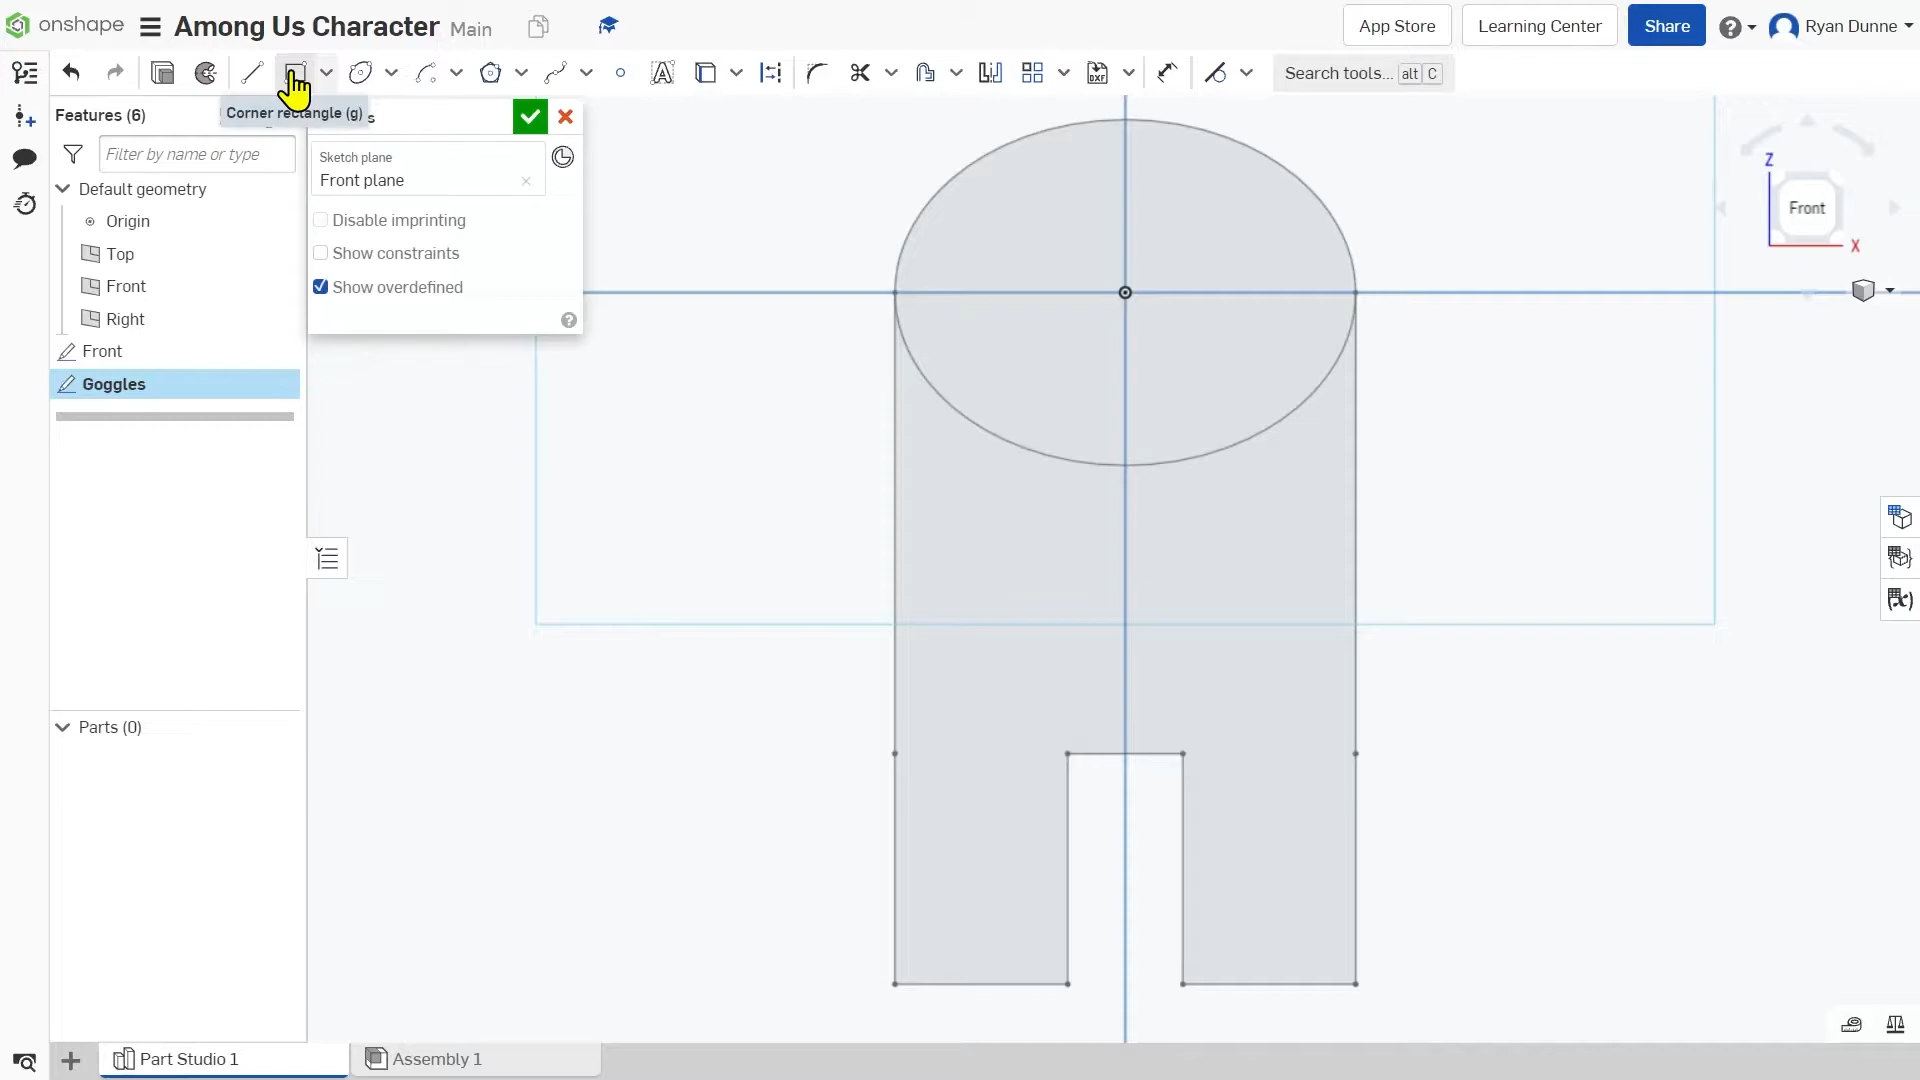 onshape
Among Us Character Main
App Store
Learning Center
Share
Ryan Dunne
DXF
Search tools... alt C
Features (6)
Corner rectangle (g)
Filter by name or type
Sketch plane
Front plane
Disable imprinting
Show constraints
Show overdefined
Default geometry
Origin
Top
Front
Right
Front
Goggles
Parts (0)
Z
Front
X
Part Studio 1
Assembly 1